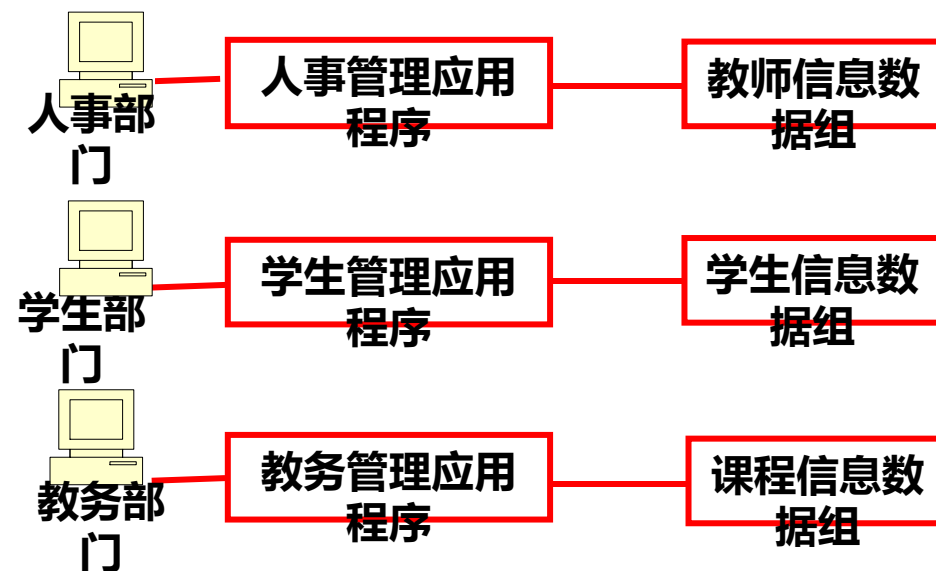 人事部
门
人事管理应用
程序
教师信息数
据组
学生部
门
学生管理应用
程序
学生信息数
据组
教务部
门
教务管理应用
程序
课程信息数
据组